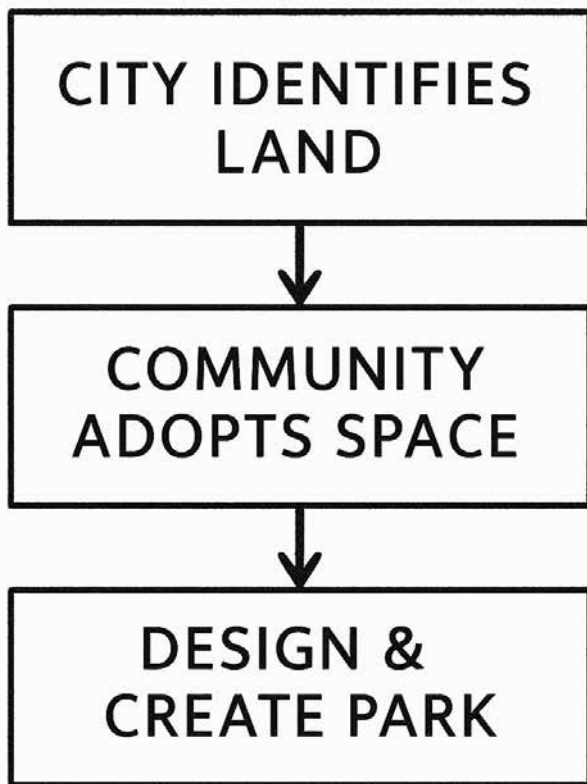 CITY IDENTIFIES
LAND
COMMUNITY
ADOPTS SPACE
DESIGN &
CREATE PARK